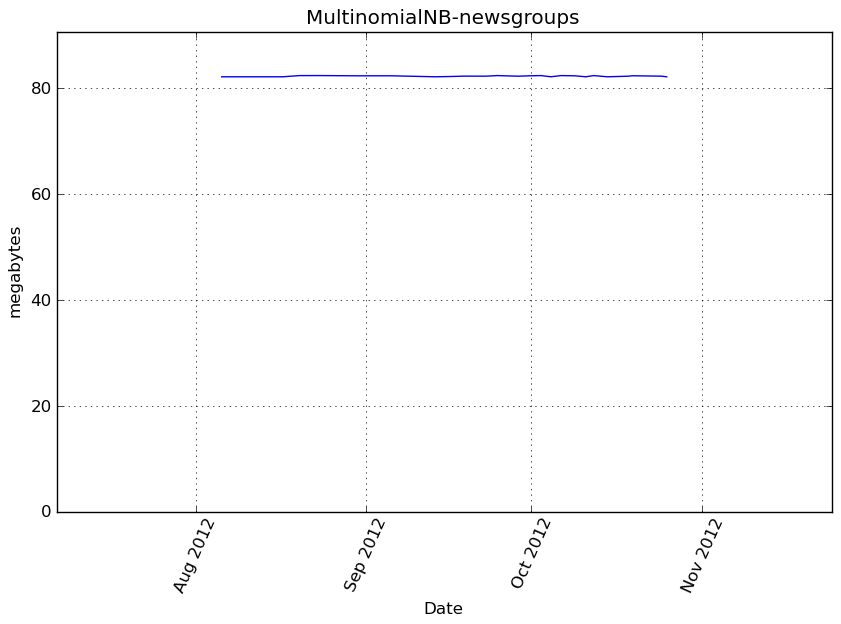 MultinomialNB-newsgroups
megabytes
80
60
40
20
0
Aug 2012
Sep 2012
Oct 2012
Nov 2012
Date